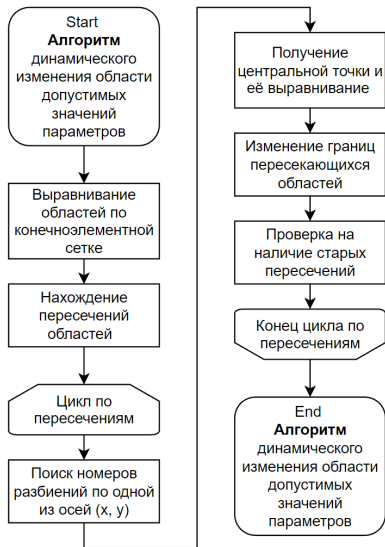 Start
Алгоритм
динамического
изменения области
допустимых
значений
параметров
Выравнивание
областей по
конечноэлементной
сетке
Нахождение
пересечений
областей
Цикл по
пересечениям
Поиск номеров
разбиений по одной
из осей (x, y)
Получение
центральной точки и
её выравнивание
Изменение границ
пересекающихся
областей
Проверка на
наличие старых
пересечений
Конец цикла по
пересечениям
End
Алгоритм
динамического
изменения области
допустимых
значений
параметров